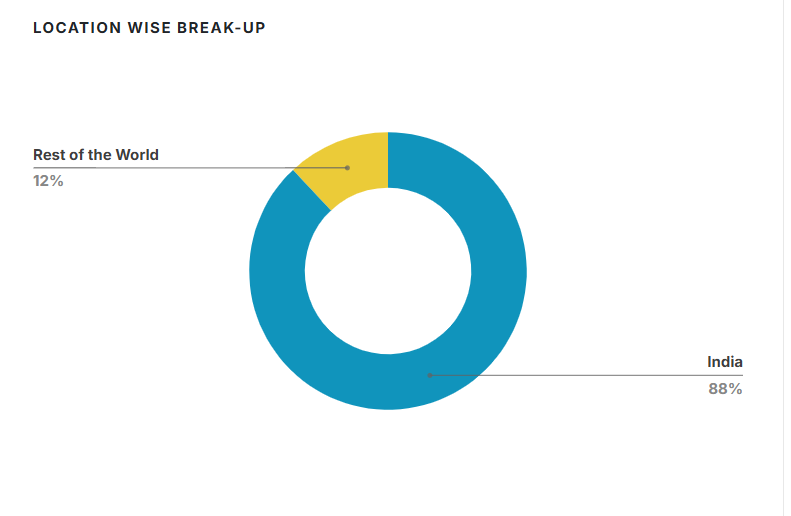 LOCATION WISE BREAK-UP
Rest of the World
12%
India
88%